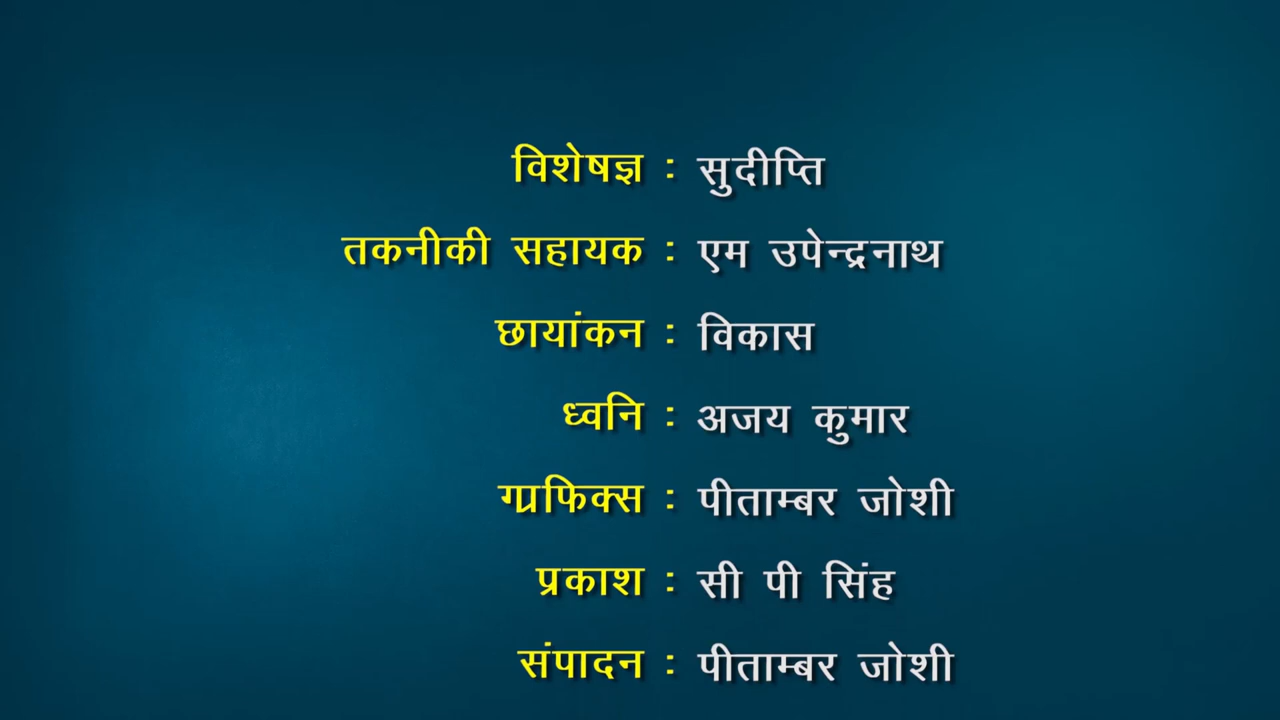 विशेषज्ञ : सुदीप्ति
तकनीकी सहायक : एम उपेन्द्रनाथ
छायांकन : विकास
ध्वनि : अजय कुमार
ग्राफिक्स : पीताम्बर जोशी
प्रकाश : सी पी सिंह
संपादन : पीताम्बर जोशी